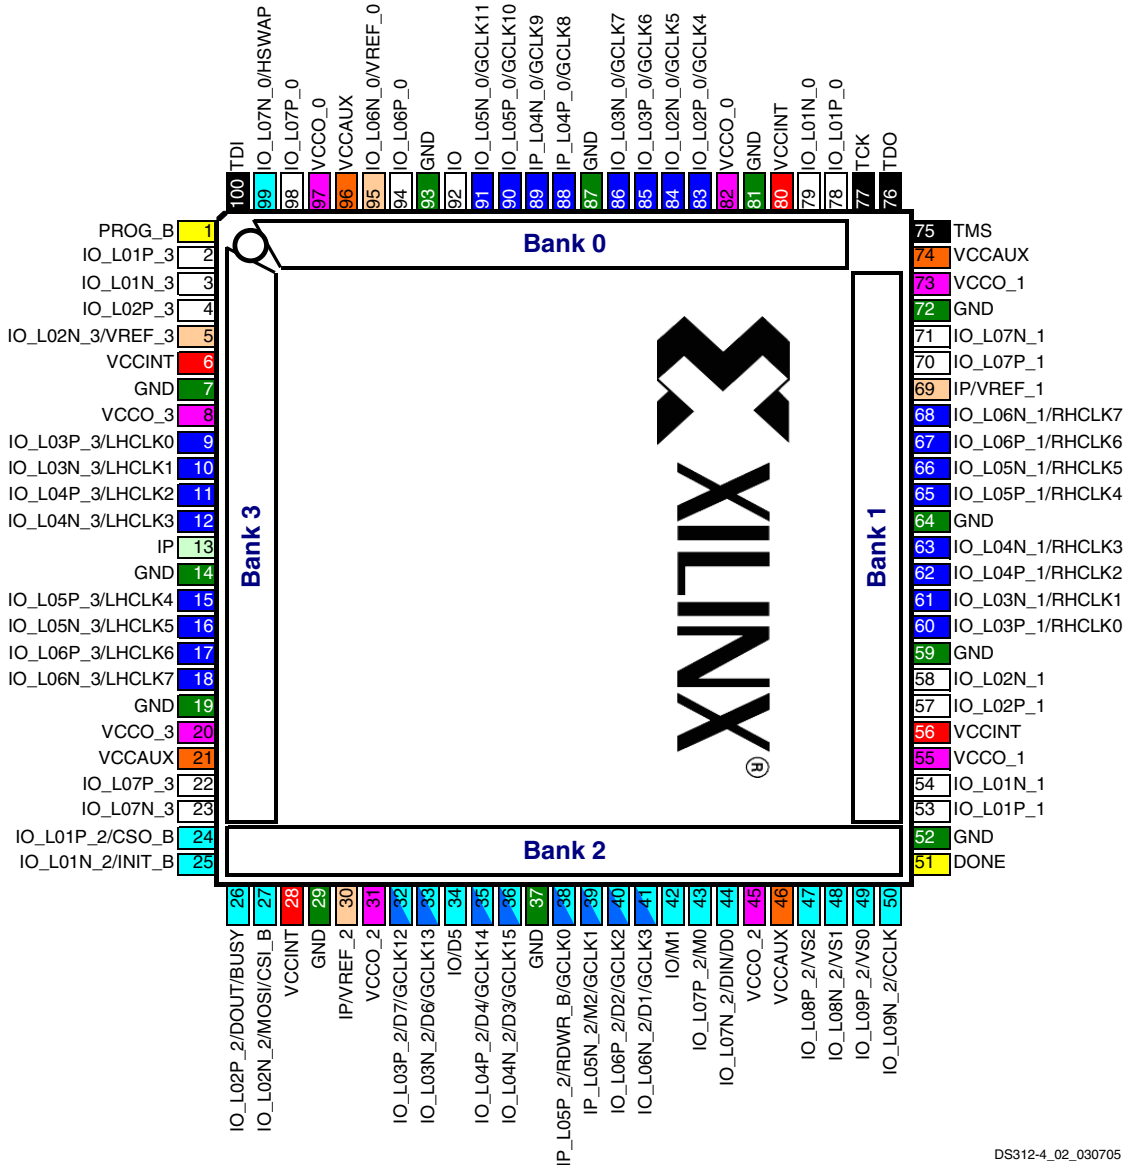 TDI
IO_L07N_0/HSWAP
IO_L07P_0
VCCO_0
VCCAUX
IO_L06N_0/VREF_0
IO_L06P_0
GND
IO
IO_L05N_0/GCLK11
IO_L05P_0/GCLK10
IP_L04N_0/GCLK9
IP_L04P_0/GCLK8
GND
IO_L03N_0/GCLK7
IO_L03P_0/GCLK6
IO_L02N_0/GCLK5
IO_L02P_0/GCLK4
VCCO_0
GND
VCCINT
IO_L01N_0
IO_L01P_0
TCK
TDO
100
99
98
97
96
95
94
93
92
91
90
89
88
87
86
85
84
83
82
81
80
79
78
77
76
PROG_B 1
IO_L01P_3 2
IO_L01N_3 3
IO_L02P_3 4
IO_L02N_3/VREF_3 5
VCCINT 6
GND 7
VCCO_3 8
IO_L03P_3/LHCLK0 9
IO_L03N_3/LHCLK1 10
IO_L04P_3/LHCLK2 11
IO_L04N_3/LHCLK3 12
IP 13
GND 14
IO_L05P_3/LHCLK4 15
IO_L05N_3/LHCLK5 16
IO_L06P_3/LHCLK6 17
IO_L06N_3/LHCLK7 18
GND 19
VCCO_3 20
VCCAUX 21
IO_L07P_3 22
IO_L07N_3 23
IO_L01P_2/CSO_B 24
IO_L01N_2/INIT_B 25
Bank 0
Bank 3
XILINX
®
Bank 1
Bank 2
75 TMS
74 VCCAUX
73 VCCO_1
72 GND
71 IO_L07N_1
70 IO_L07P_1
69 IP/VREF_1
68 IO_L06N_1/RHCLK7
67 IO_L06P_1/RHCLK6
66 IO_L05N_1/RHCLK5
65 IO_L05P_1/RHCLK4
64 GND
63 IO_L04N_1/RHCLK3
62 IO_L04P_1/RHCLK2
61 IO_L03N_1/RHCLK1
60 IO_L03P_1/RHCLK0
59 GND
58 IO_L02N_1
57 IO_L02P_1
56 VCCINT
55 VCCO_1
54 IO_L01N_1
53 IO_L01P_1
52 GND
51 DONE
26
27
28
29
30
31
32
33
34
35
36
37
38
39
40
41
42
43
44
45
46
47
48
49
50
IO_L02P_2/DOUT/BUSY
IO_L02N_2/MOSI/CSI_B
VCCINT
GND
IP/VREF_2
VCCO_2
IO_L03P_2/D7/GCLK12
IO_L03N_2/D6/GCLK13
IO/D5
IO_L04P_2/D4/GCLK14
IO_L04N_2/D3/GCLK15
GND
IP_L05P_2/RDWR_B/GCLK0
IP_L05N_2/M2/GCLK1
IO_L06P_2/D2/GCLK2
IO_L06N_2/D1/GCLK3
IO/M1
IO_L07P_2/M0
IO_L07N_2/DIN/D0
VCCO_2
VCCAUX
IO_L08P_2/VS2
IO_L08N_2/VS1
IO_L09P_2/VS0
IO_L09N_2/CCLK
DS312-4_02_030705